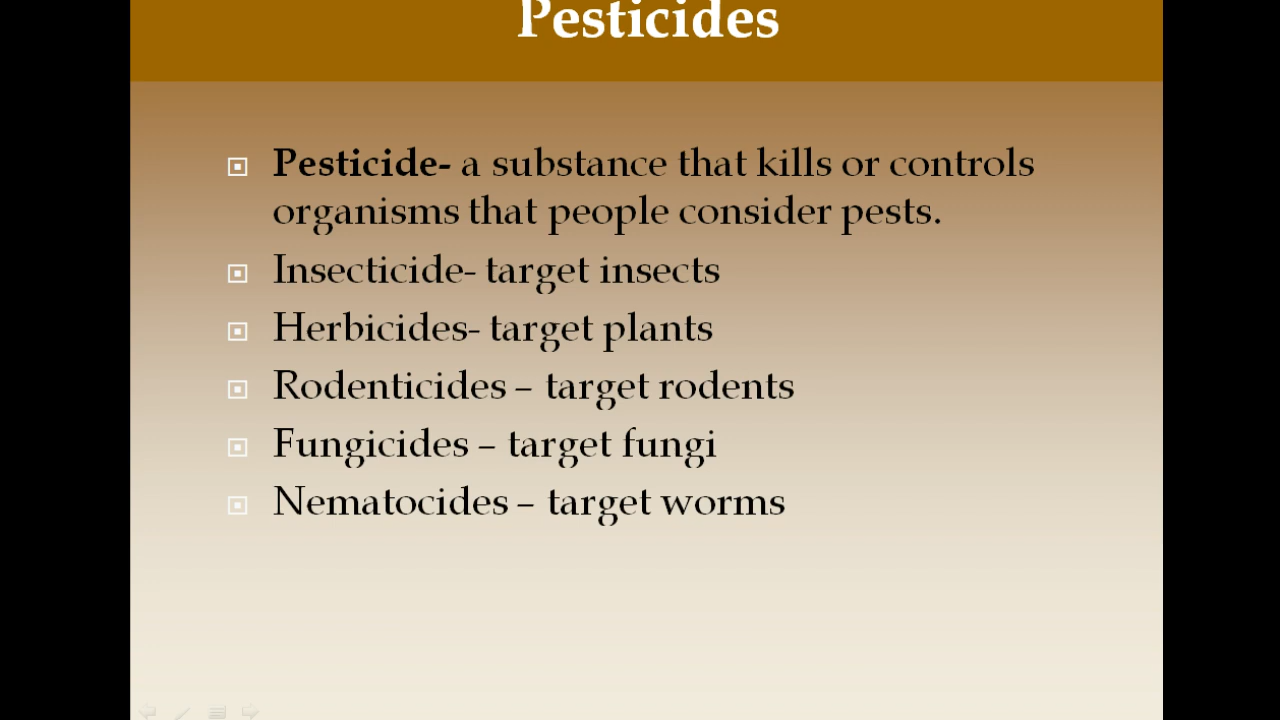 Pesticides
Pesticide- a substance that kills or controls
organisms that people consider pests.
Insecticide- target insects
Herbicides- target plants
Rodenticides – target rodents
Fungicides – target fungi
Nematocides – target worms